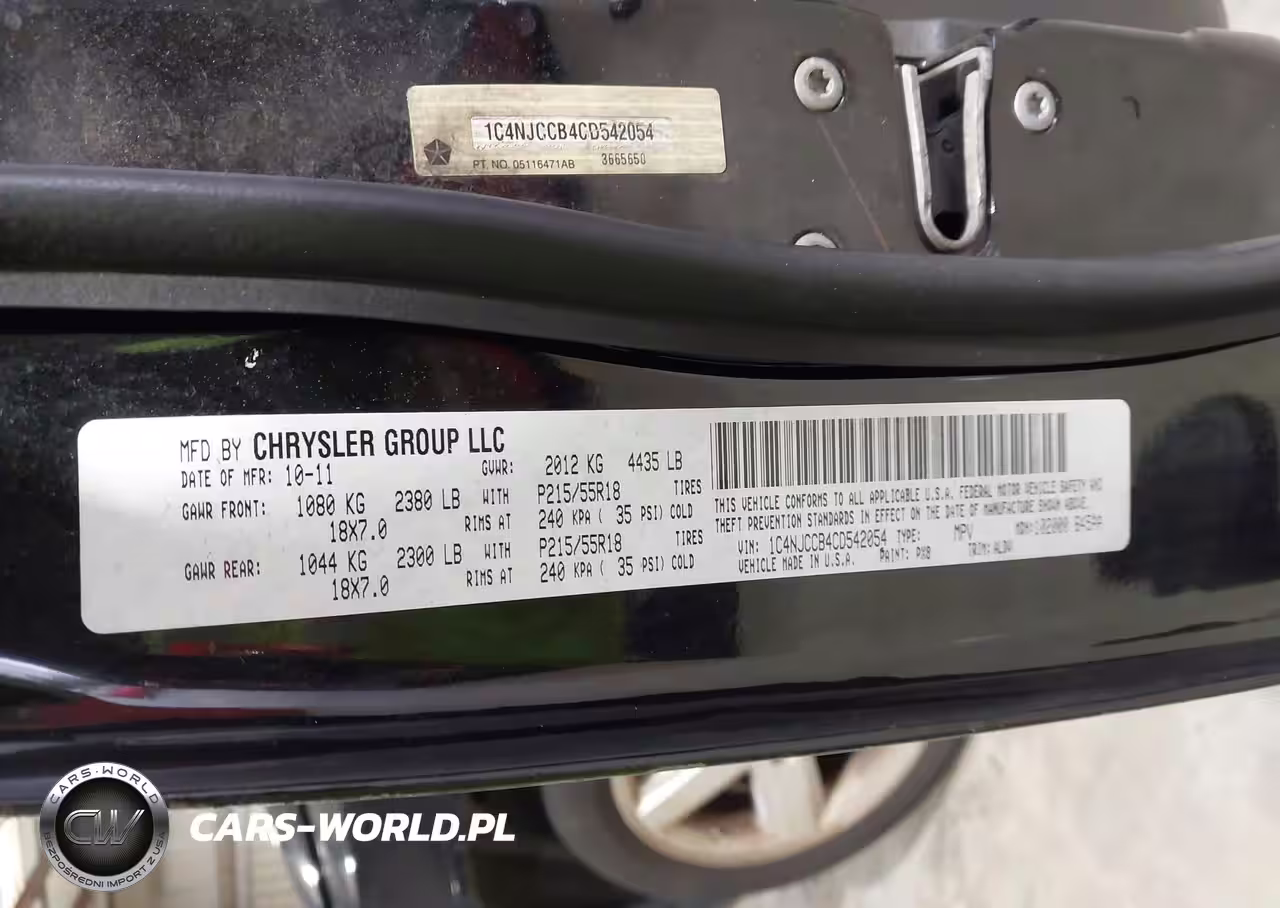 1C4NJCCB4CD542054
PT. NO. 05116471AB 3665650
MFD BY CHRYSLER GROUP LLC
DATE OF MFR: 10-11 GVWR: 2012 KG 4435 LB
GAWR FRONT: 1080 KG 2380 LB WITH P215/55R18 TIRES
18X7.0 RIMS AT 240 KPA ( 35 PSI) COLD
GAWR REAR: 1044 KG 2300 LB WITH P215/55R18 TIRES
18X7.0 RIMS AT 240 KPA ( 35 PSI) COLD
THIS VEHICLE CONFORMS TO ALL APPLICABLE U.S.A. FEDERAL MOTOR VEHICLE SAFETY AND
THEFT PREVENTION STANDARDS IN EFFECT ON THE DATE OF MANUFACTURE SHOWN ABOVE.
VIN: 1C4NJCCB4CD542054 TYPE: MPV
VEHICLE MADE IN U.S.A. PAINT: PX8 TRIM:
CARS-WORLD
CW
BEZPOŚREDNI IMPORT Z USA
CARS-WORLD.PL